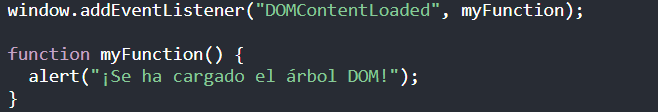 window.addEventListener("DOMContentLoaded", myFunction);
function myFunction() {
alert("¡Se ha cargado el árbol DOM!");
}